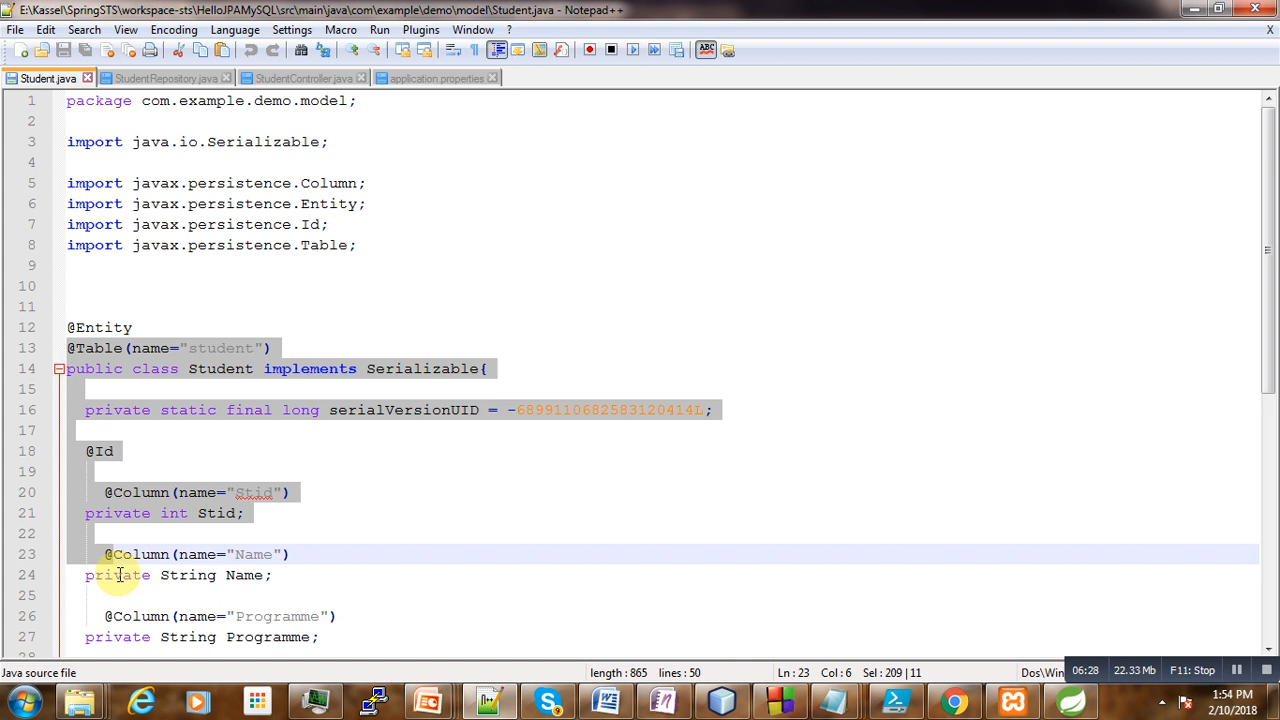 E:\Kassel\SpringSTS\workspace-sts\HelloJPAMySQL\src\main\java\com\example\demo\model\Student.java - Notepad++
File Edit Search View Encoding Language Settings Macro Run Plugins Window ? X
Student.java StudentRepository.java StudentController.java application.properties
1 package com.example.demo.model;
2
3 import java.io.Serializable;
4
5 import javax.persistence.Column;
6 import javax.persistence.Entity;
7 import javax.persistence.Id;
8 import javax.persistence.Table;
9
10
11
12 @Entity
13 @Table(name="student")
14 public class Student implements Serializable{
15
16 private static final long serialVersionUID = -6899110682583120414L;
17
18 @Id
19
20 @Column(name="Stid")
21 private int Stid;
22
23 @Column(name="Name")
24 private String Name;
25
26 @Column(name="Programme")
27 private String Programme;
28
Java source file length : 865 lines : 50 Ln : 23 Col : 6 Sel : 209 | 11 Dos\Win
06:28 22.33 Mb F11: Stop
1:54 PM
2/10/2018